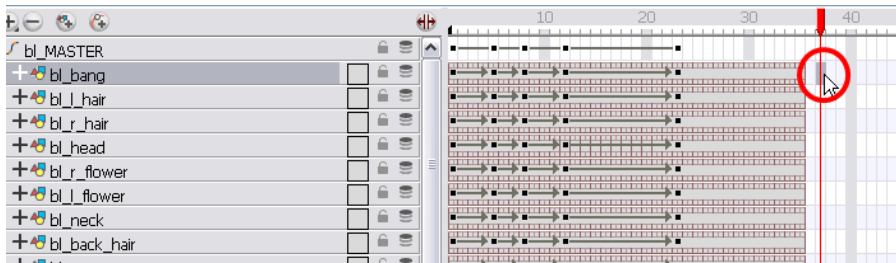 10 20 30 40
bl_MASTER
bl_bang
bl_l_hair
bl_r_hair
bl_head
bl_r_flower
bl_l_flower
bl_neck
bl_back_hair